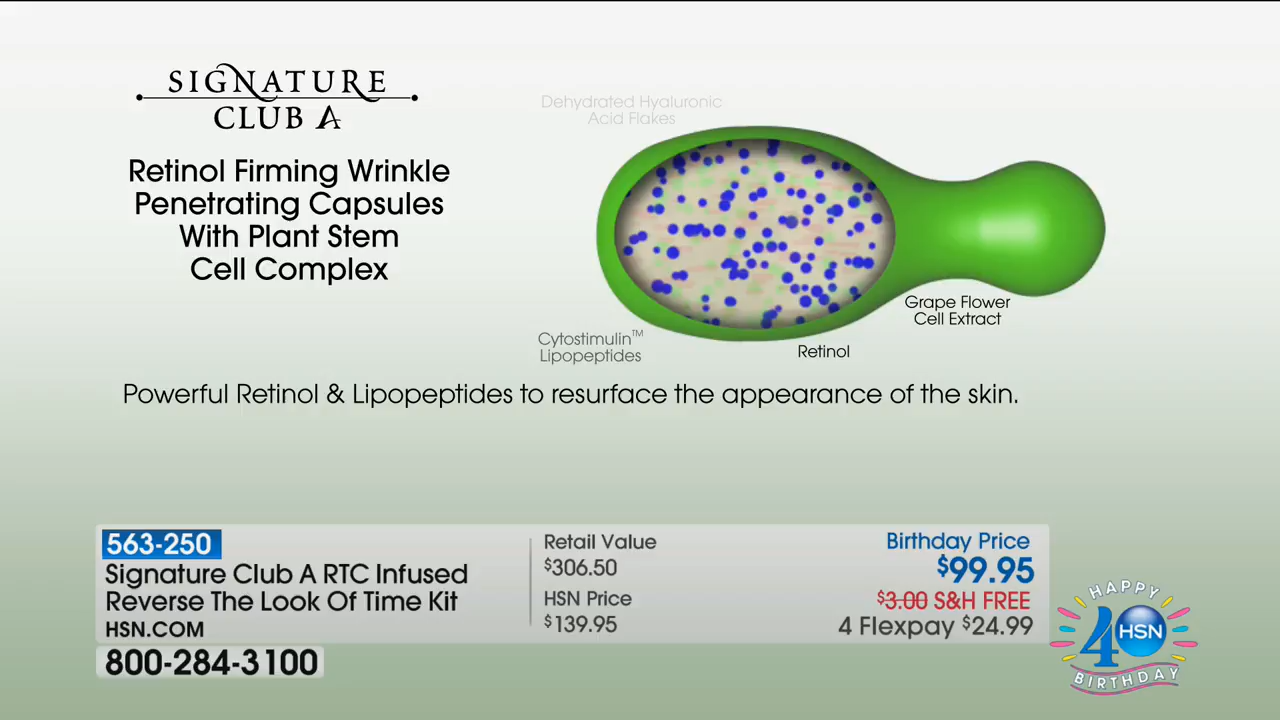 SIGNATURE
CLUB A
Retinol Firming Wrinkle
Penetrating Capsules
With Plant Stem
Cell Complex
Dehydrated Hyaluronic
Acid Flakes
Grape Flower
Cell Extract
Cytostimulin™
Lipopeptides
Retinol
Powerful Retinol & Lipopeptides to resurface the appearance of the skin.
563-250
Signature Club A RTC Infused
Reverse The Look Of Time Kit
HSN.COM
800-284-3100
Retail Value
$306.50
HSN Price
$139.95
Birthday Price
$99.95
$3.00 S&H FREE
4 Flexpay $24.99
HAPPY
40 HSN
BIRTHDAY